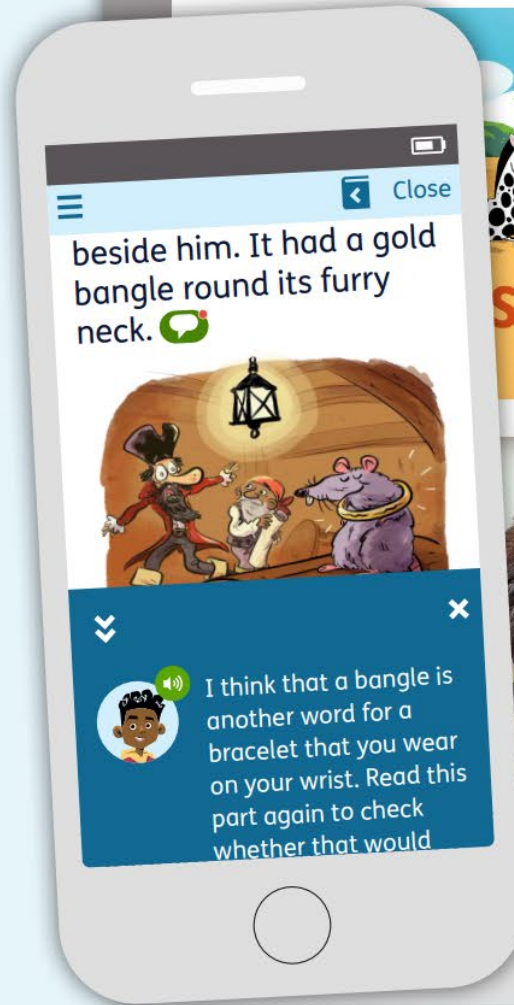 Close
beside him. It had a gold
bangle round its furry
neck.
I think that a bangle is
another word for a
bracelet that you wear
on your wrist. Read this
part again to check
whether that would